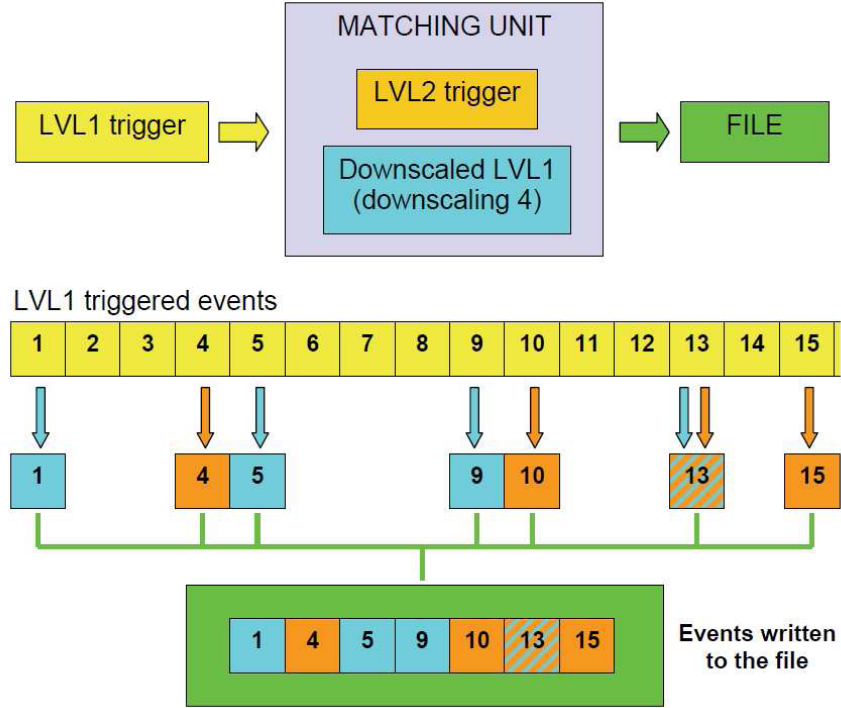 MATCHING UNIT
LVL2 trigger
LVL1 trigger
FILE
Downscaled LVL1
(downscaling 4)
LVL1 triggered events
1 2 3 4 5 6 7 8 9 10 11 12 13 14 15
1 4 5 9 10 13 15
1 4 5 9 10 13 15
Events written
to the file